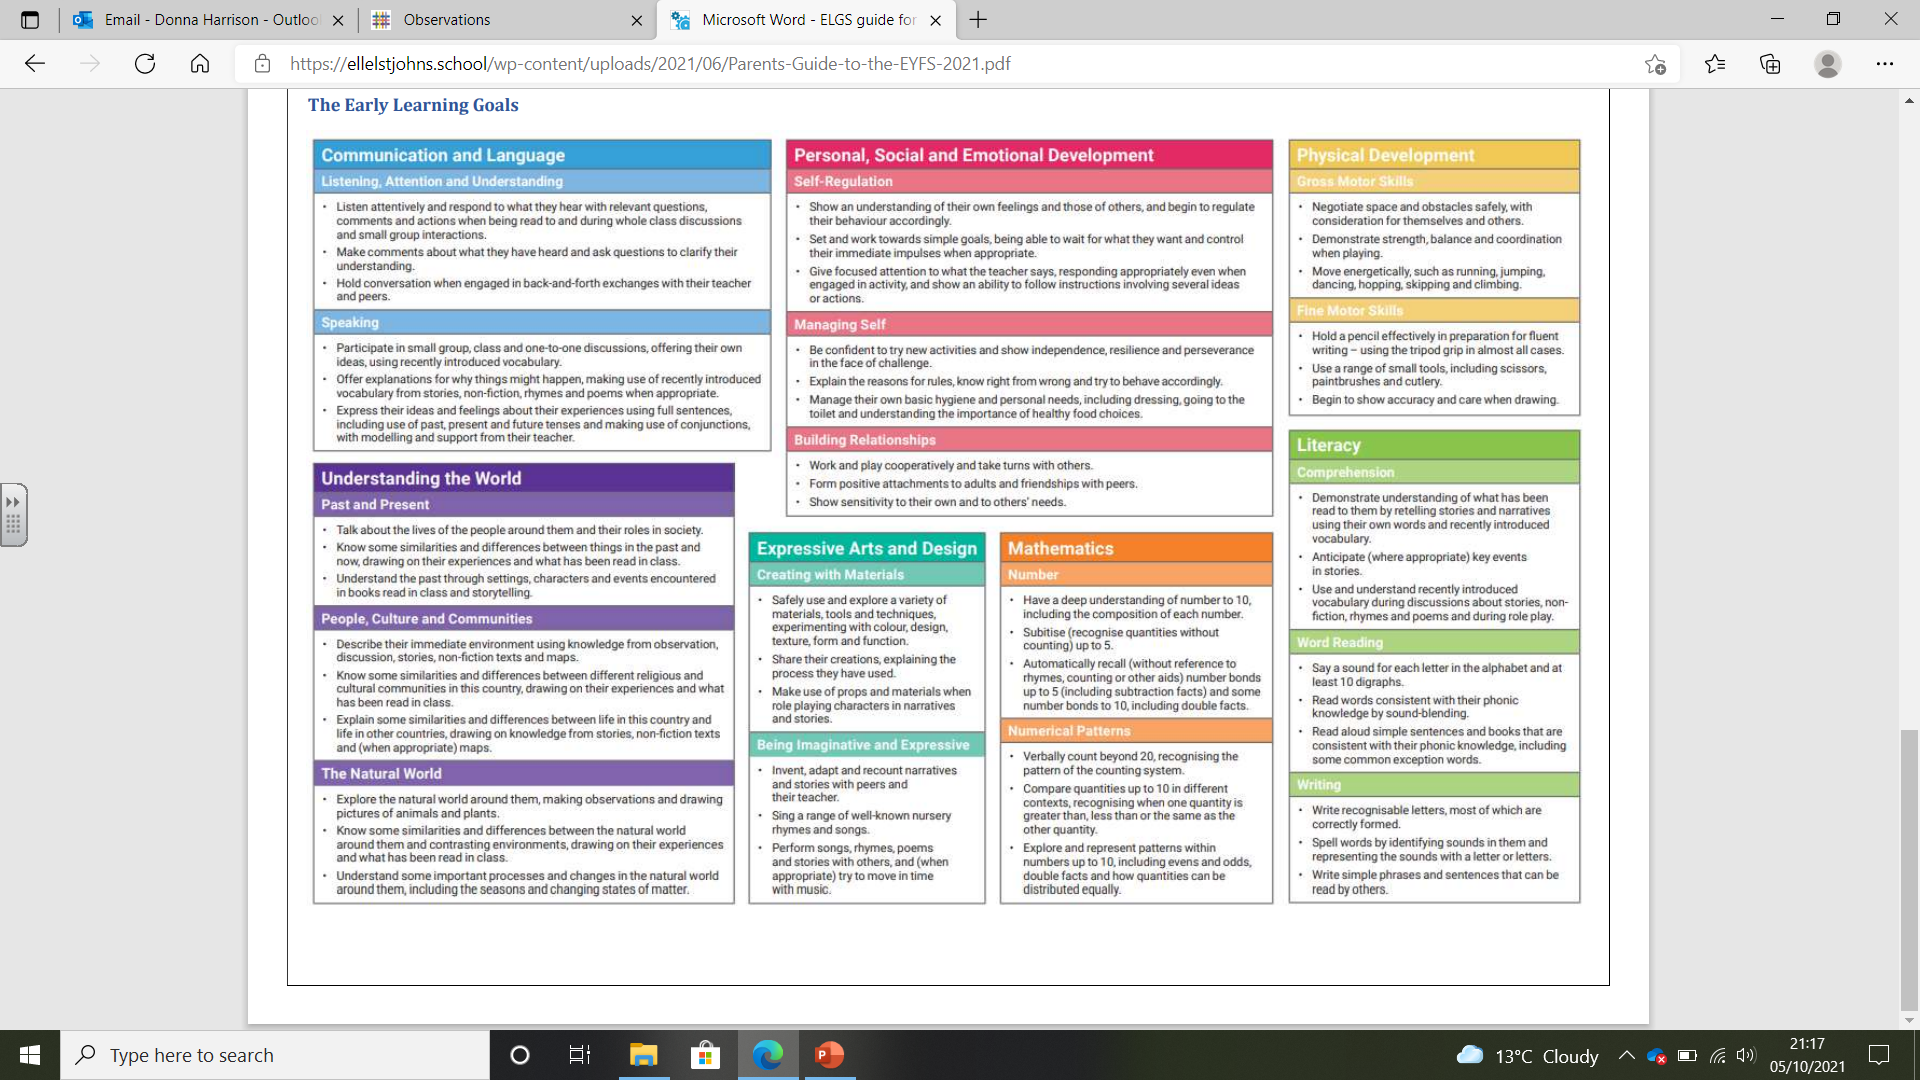 Email - Donna Harrison - Outloo
Observations
Microsoft Word - ELGS guide for
https://ellelstjohns.school/wp-content/uploads/2021/06/Parents-Guide-to-the-EYFS-2021.pdf
The Early Learning Goals
Communication and Language
Listening, Attention and Understanding
• Listen attentively and respond to what they hear with relevant questions,
comments and actions when being read to and during whole class discussions
and small group interactions.
• Make comments about what they have heard and ask questions to clarify their
understanding.
• Hold conversation when engaged in back-and-forth exchanges with their teacher
and peers.
Speaking
• Participate in small group, class and one-to-one discussions, offering their own
ideas, using recently introduced vocabulary.
• Offer explanations for why things might happen, making use of recently introduced
vocabulary from stories, non-fiction, rhymes and poems when appropriate.
• Express their ideas and feelings about their experiences using full sentences,
including use of past, present and future tenses and making use of conjunctions,
with modelling and support from their teacher.
Personal, Social and Emotional Development
Self-Regulation
• Show an understanding of their own feelings and those of others, and begin to regulate
their behaviour accordingly.
• Set and work towards simple goals, being able to wait for what they want and control
their immediate impulses when appropriate.
• Give focused attention to what the teacher says, responding appropriately even when
engaged in activity, and show an ability to follow instructions involving several ideas
or actions.
Managing Self
• Be confident to try new activities and show independence, resilience and perseverance
in the face of challenge.
• Explain the reasons for rules, know right from wrong and try to behave accordingly.
• Manage their own basic hygiene and personal needs, including dressing, going to the
toilet and understanding the importance of healthy food choices.
Building Relationships
• Work and play cooperatively and take turns with others.
• Form positive attachments to adults and friendships with peers.
• Show sensitivity to their own and to others' needs.
Physical Development
Gross Motor Skills
• Negotiate space and obstacles safely, with
consideration for themselves and others.
• Demonstrate strength, balance and coordination
when playing.
• Move energetically, such as running, jumping,
dancing, hopping, skipping and climbing.
Fine Motor Skills
• Hold a pencil effectively in preparation for fluent
writing – using the tripod grip in almost all cases.
• Use a range of small tools, including scissors,
paintbrushes and cutlery.
• Begin to show accuracy and care when drawing.
Understanding the World
Past and Present
• Talk about the lives of the people around them and their roles in society.
• Know some similarities and differences between things in the past and
now, drawing on their experiences and what has been read in class.
• Understand the past through settings, characters and events encountered
in books read in class and storytelling.
People, Culture and Communities
• Describe their immediate environment using knowledge from observation,
discussion, stories, non-fiction texts and maps.
• Know some similarities and differences between different religious and
cultural communities in this country, drawing on their experiences and what
has been read in class.
• Explain some similarities and differences between life in this country and
life in other countries, drawing on knowledge from stories, non-fiction texts
and (when appropriate) maps.
The Natural World
• Explore the natural world around them, making observations and drawing
pictures of animals and plants.
• Know some similarities and differences between the natural world
around them and contrasting environments, drawing on their experiences
and what has been read in class.
• Understand some important processes and changes in the natural world
around them, including the seasons and changing states of matter.
Expressive Arts and Design
Creating with Materials
• Safely use and explore a variety of
materials, tools and techniques,
experimenting with colour, design,
texture, form and function.
• Share their creations, explaining the
process they have used.
• Make use of props and materials when
role playing characters in narratives
and stories.
Being Imaginative and Expressive
• Invent, adapt and recount narratives
and stories with peers and
their teacher.
• Sing a range of well-known nursery
rhymes and songs.
• Perform songs, rhymes, poems
and stories with others, and (when
appropriate) try to move in time
with music.
Mathematics
Number
• Have a deep understanding of number to 10,
including the composition of each number.
• Subitise (recognise quantities without
counting) up to 5.
• Automatically recall (without reference to
rhymes, counting or other aids) number bonds
up to 5 (including subtraction facts) and some
number bonds to 10, including double facts.
Numerical Patterns
• Verbally count beyond 20, recognising the
pattern of the counting system.
• Compare quantities up to 10 in different
contexts, recognising when one quantity is
greater than, less than or the same as the
other quantity.
• Explore and represent patterns within
numbers up to 10, including evens and odds,
double facts and how quantities can be
distributed equally.
Literacy
Comprehension
• Demonstrate understanding of what has been
read to them by retelling stories and narratives
using their own words and recently introduced
vocabulary.
• Anticipate (where appropriate) key events
in stories.
• Use and understand recently introduced
vocabulary during discussions about stories, non-
fiction, rhymes and poems and during role play.
Word Reading
• Say a sound for each letter in the alphabet and at
least 10 digraphs.
• Read words consistent with their phonic
knowledge by sound-blending.
• Read aloud simple sentences and books that are
consistent with their phonic knowledge, including
some common exception words.
Writing
• Write recognisable letters, most of which are
correctly formed.
• Spell words by identifying sounds in them and
representing the sounds with a letter or letters.
• Write simple phrases and sentences that can be
read by others.
Type here to search
13°C Cloudy
21:17
05/10/2021